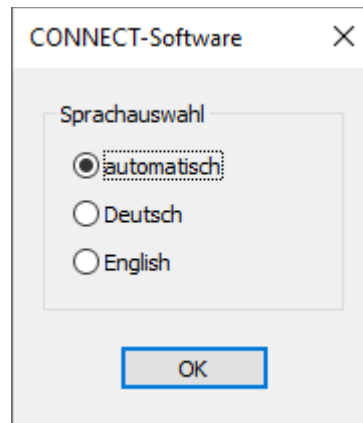 CONNECT-Software
Sprachauswahl
automatisch
Deutsch
English
OK